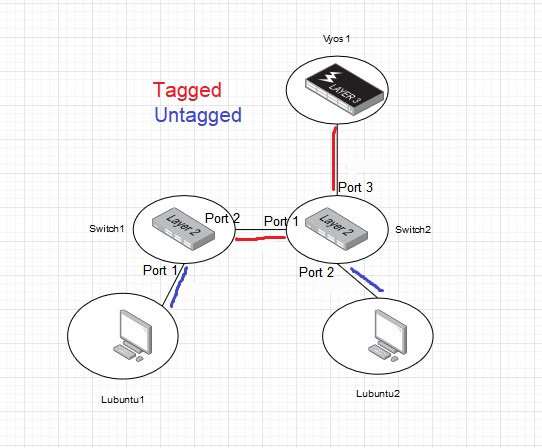 Vyos 1
Tagged
Untagged
LAYER 3
Port 3
Switch1
Layer 2
Port 2
Port 1
Layer 2
Switch2
Port 1
Port 2
Lubuntu1
Lubuntu2